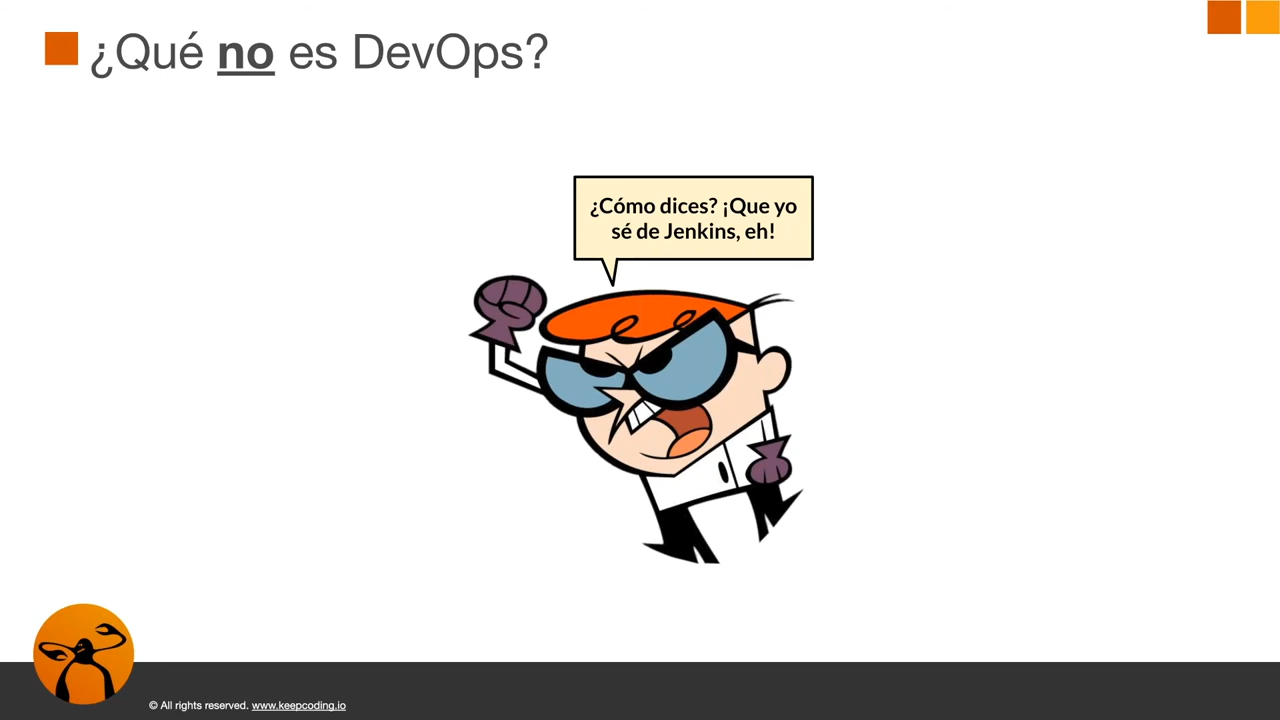 ¿Qué no es DevOps?
¿Cómo dices? ¡Que yo
sé de Jenkins, eh!
© All rights reserved. www.keepcoding.io